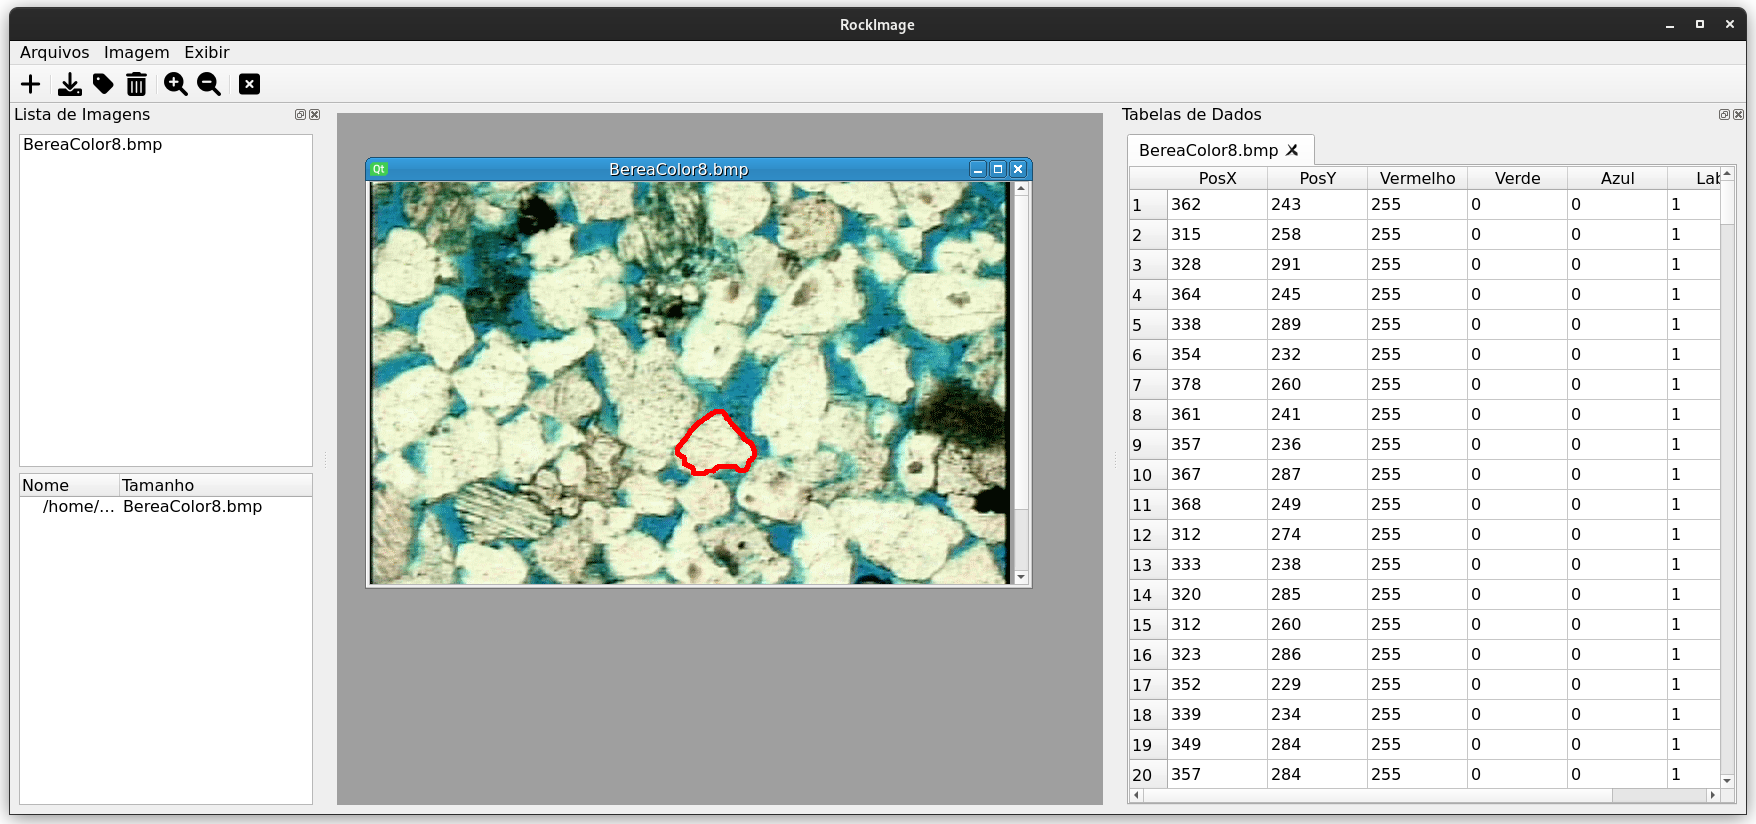 RockImage
Arquivos Imagem Exibir
Lista de Imagens
BereaColor8.bmp
Nome Tamanho
/home/... BereaColor8.bmp
Qt BereaColor8.bmp
Tabelas de Dados
BereaColor8.bmp
PosX PosY Vermelho Verde Azul Lab
1 362 243 255 0 0 1
2 315 258 255 0 0 1
3 328 291 255 0 0 1
4 364 245 255 0 0 1
5 338 289 255 0 0 1
6 354 232 255 0 0 1
7 378 260 255 0 0 1
8 361 241 255 0 0 1
9 357 236 255 0 0 1
10 367 287 255 0 0 1
11 368 249 255 0 0 1
12 312 274 255 0 0 1
13 333 238 255 0 0 1
14 320 285 255 0 0 1
15 312 260 255 0 0 1
16 323 286 255 0 0 1
17 352 229 255 0 0 1
18 339 234 255 0 0 1
19 349 284 255 0 0 1
20 357 284 255 0 0 1